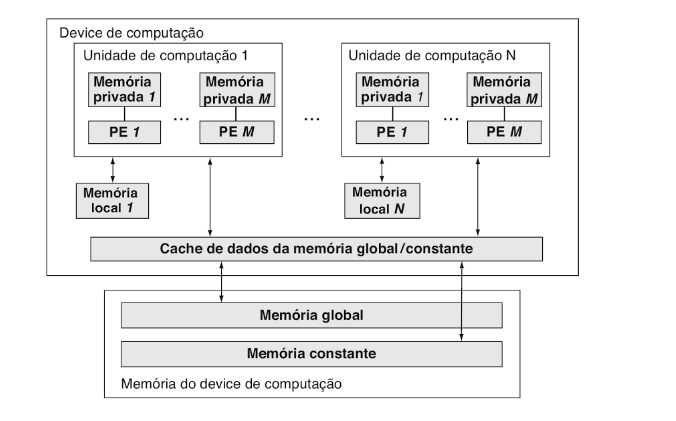 Device de computação
Unidade de computação 1
Unidade de computação N
Memória
privada 1
Memória
privada M
Memória
privada 1
Memória
privada M
...
...
...
PE 1
PE M
PE 1
PE M
Memória
local 1
Memória
local N
Cache de dados da memória global/constante
Memória global
Memória constante
Memória do device de computação